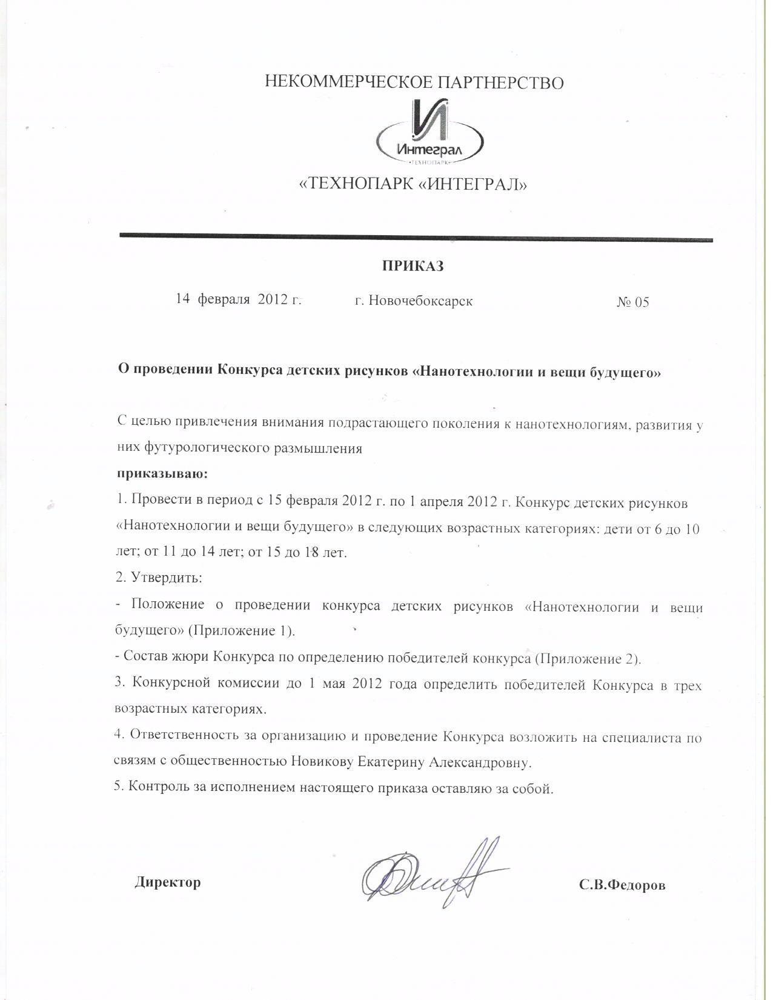 НЕКОММЕРЧЕСКОЕ ПАРТНЕРСТВО
И
Интеграл
•ТЕХНОПАРК•
«ТЕХНОПАРК «ИНТЕГРАЛ»
ПРИКАЗ
14 февраля 2012 г. г. Новочебоксарск № 05
О проведении Конкурса детских рисунков «Нанотехнологии и вещи будущего»
С целью привлечения внимания подрастающего поколения к нанотехнологиям, развития у
них футурологического размышления
приказываю:
1. Провести в период с 15 февраля 2012 г. по 1 апреля 2012 г. Конкурс детских рисунков
«Нанотехнологии и вещи будущего» в следующих возрастных категориях: дети от 6 до 10
лет; от 11 до 14 лет; от 15 до 18 лет.
2. Утвердить:
- Положение о проведении конкурса детских рисунков «Нанотехнологии и вещи
будущего» (Приложение 1).
- Состав жюри Конкурса по определению победителей конкурса (Приложение 2).
3. Конкурсной комиссии до 1 мая 2012 года определить победителей Конкурса в трех
возрастных категориях.
4. Ответственность за организацию и проведение Конкурса возложить на специалиста по
связям с общественностью Новикову Екатерину Александровну.
5. Контроль за исполнением настоящего приказа оставляю за собой.
Директор С.В.Федоров